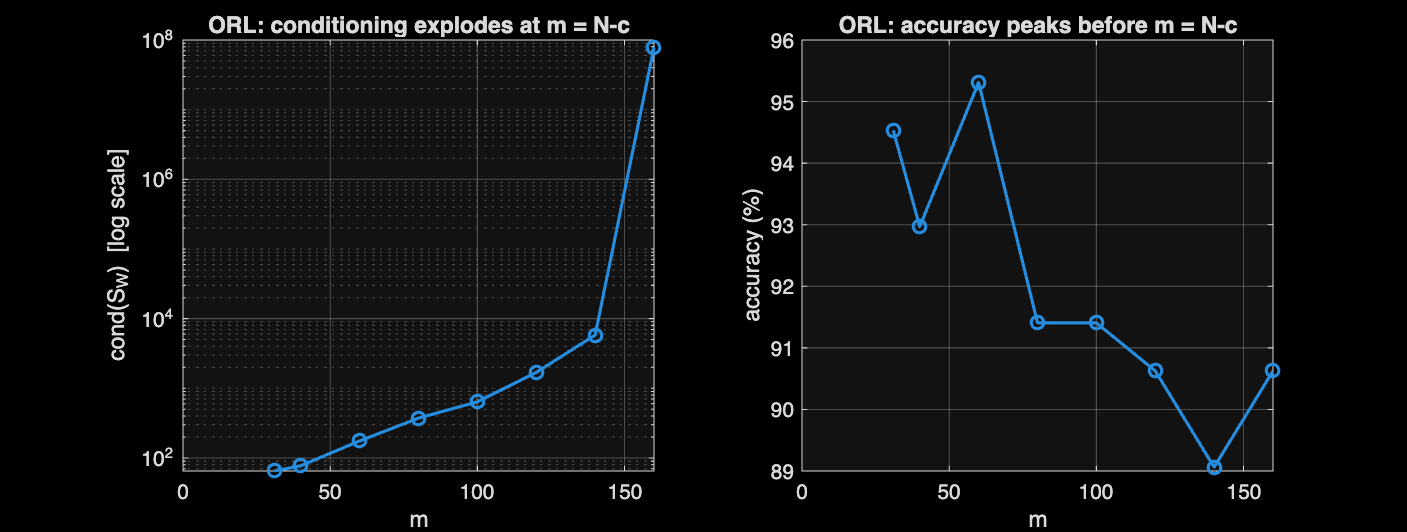 ORL: conditioning explodes at m = N-c
10⁸
10⁶
10⁴
10²
cond(S_W) [log scale]
0 50 100 150
m
ORL: accuracy peaks before m = N-c
96
95
94
93
92
91
90
89
accuracy (%)
0 50 100 150
m